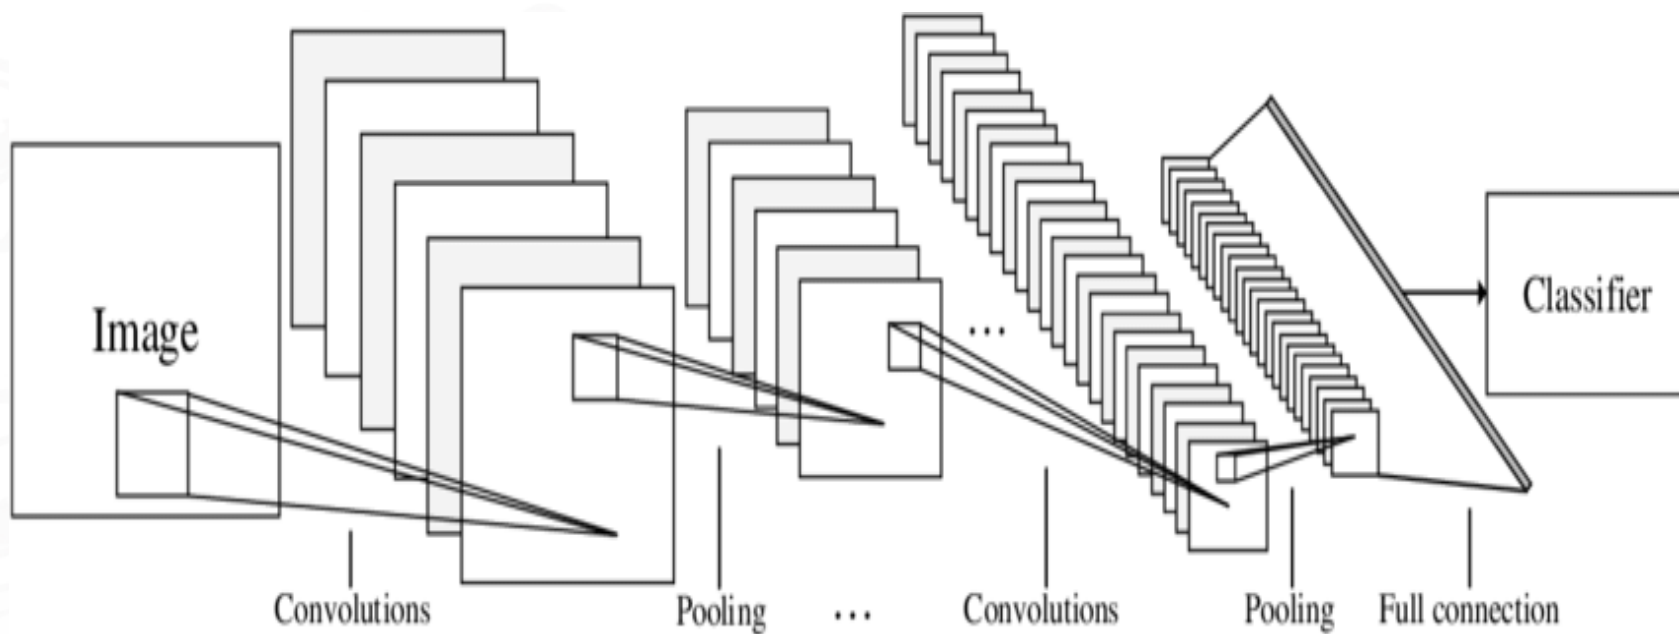 Image
...
Classifier
Convolutions
Pooling
...
Convolutions
Pooling
Full connection